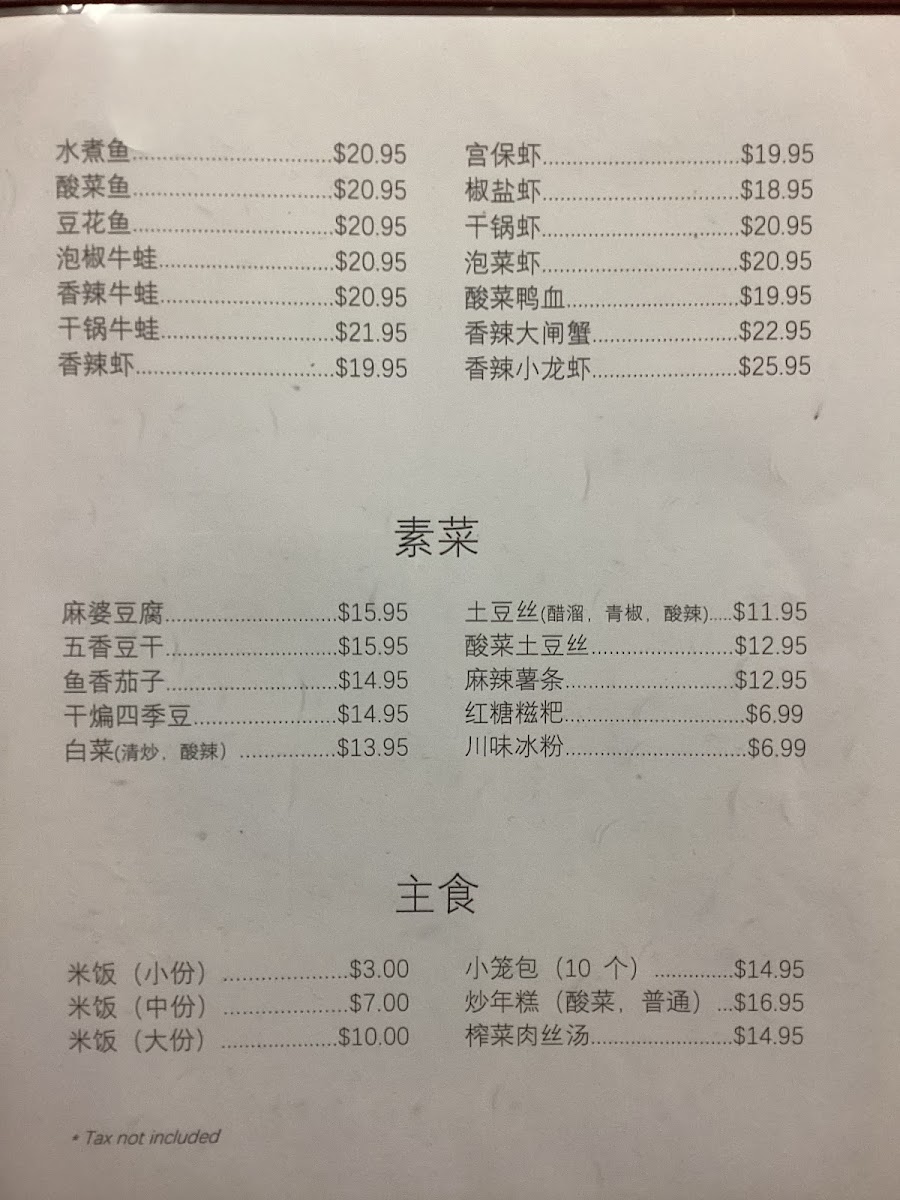 水煮鱼..............................$20.95
酸菜鱼..............................$20.95
豆花鱼..............................$20.95
泡椒牛蛙..........................$20.95
香辣牛蛙..........................$20.95
干锅牛蛙..........................$21.95
香辣虾..............................$19.95
宫保虾..............................$19.95
椒盐虾..............................$18.95
干锅虾..............................$20.95
泡菜虾..............................$20.95
酸菜鸭血..........................$19.95
香辣大闸蟹......................$22.95
香辣小龙虾......................$25.95
素菜
麻婆豆腐..........................$15.95
五香豆干..........................$15.95
鱼香茄子..........................$14.95
干煸四季豆......................$14.95
白菜(清炒，酸辣) ...............$13.95
土豆丝(醋溜，青椒，酸辣).....$11.95
酸菜土豆丝......................$12.95
麻辣薯条..........................$12.95
红糖糍粑...........................$6.99
川味冰粉...........................$6.99
主食
米饭（小份）...................$3.00
米饭（中份）...................$7.00
米饭（大份）..................$10.00
小笼包（10 个）.............$14.95
炒年糕（酸菜，普通）...$16.95
榨菜肉丝汤......................$14.95
* Tax not included